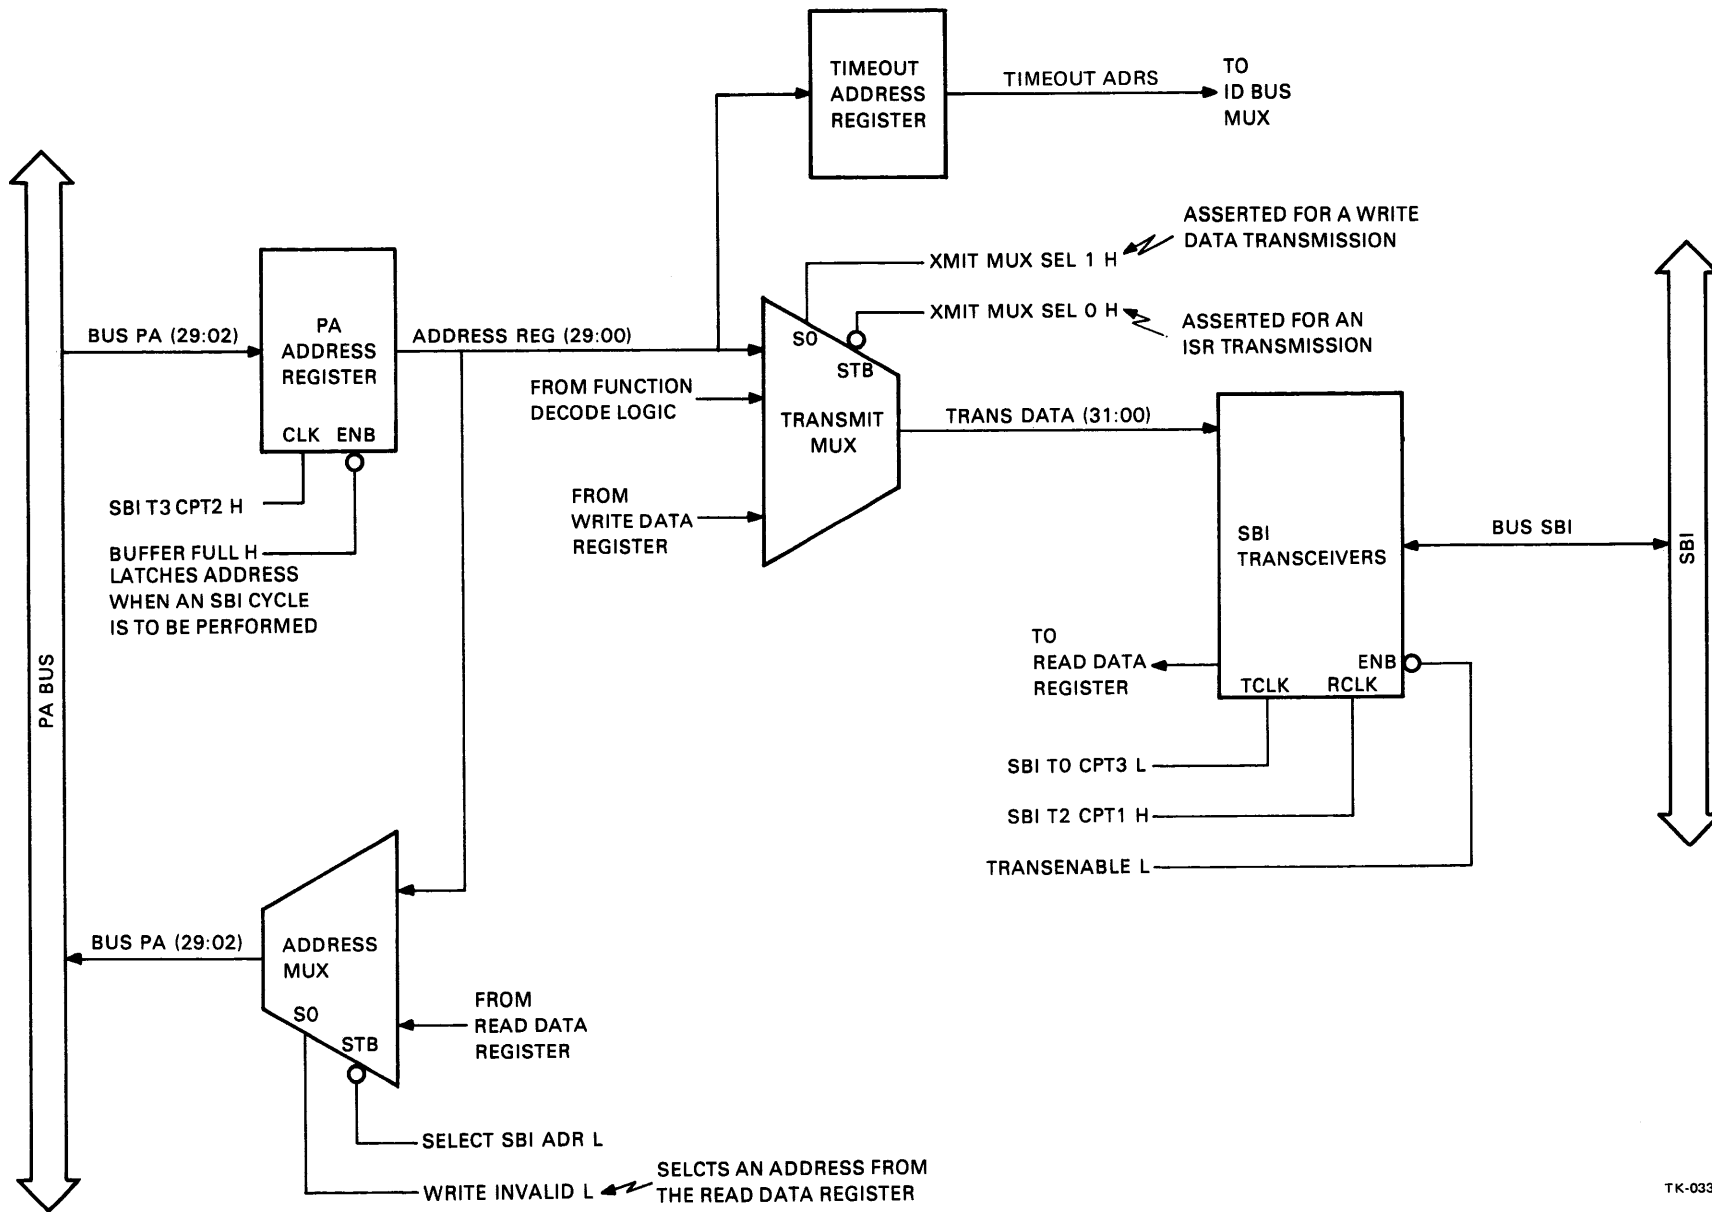 TIMEOUT
ADDRESS
REGISTER
TIMEOUT ADRS
TO
ID BUS
MUX
ASSERTED FOR A WRITE
DATA TRANSMISSION
XMIT MUX SEL 1 H
XMIT MUX SEL 0 H
ASSERTED FOR AN
ISR TRANSMISSION
BUS PA (29:02)
PA
ADDRESS
REGISTER
CLK ENB
ADDRESS REG (29:00)
S0
STB
TRANSMIT
MUX
FROM FUNCTION
DECODE LOGIC
FROM
WRITE DATA
REGISTER
TRANS DATA (31:00)
SBI T3 CPT2 H
BUFFER FULL H
LATCHES ADDRESS
WHEN AN SBI CYCLE
IS TO BE PERFORMED
SBI
TRANSCEIVERS
ENB
TCLK RCLK
BUS SBI
SBI
TO
READ DATA
REGISTER
SBI T0 CPT3 L
SBI T2 CPT1 H
TRANSENABLE L
PA BUS
BUS PA (29:02)
ADDRESS
MUX
S0
STB
FROM
READ DATA
REGISTER
SELECT SBI ADR L
WRITE INVALID L
SELCTS AN ADDRESS FROM
THE READ DATA REGISTER
TK-033